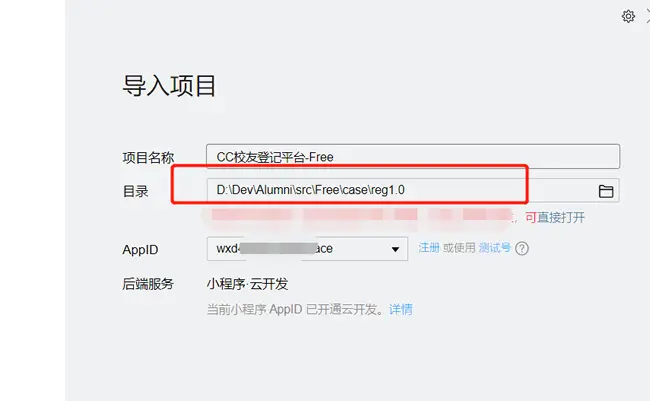 导入项目
项目名称 CC校友登记平台-Free
目录 D:\Dev\Alumni\src\Free\case\reg1.0
，可直接打开
AppID wxd4 ace 注册 或使用 测试号 ?
后端服务 小程序·云开发
当前小程序 AppID 已开通云开发。详情